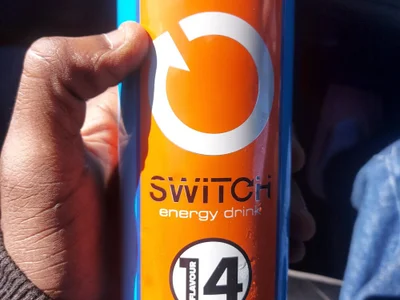 SWiTCH
energy drink
FLAVOUR
14